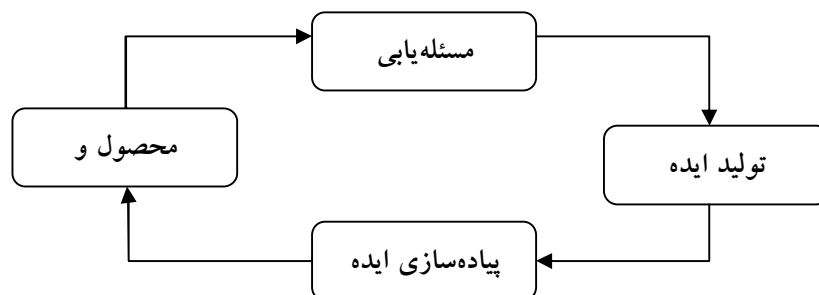 مسئله‌یابی
تولید ایده
پیاده‌سازی ایده
محصول و